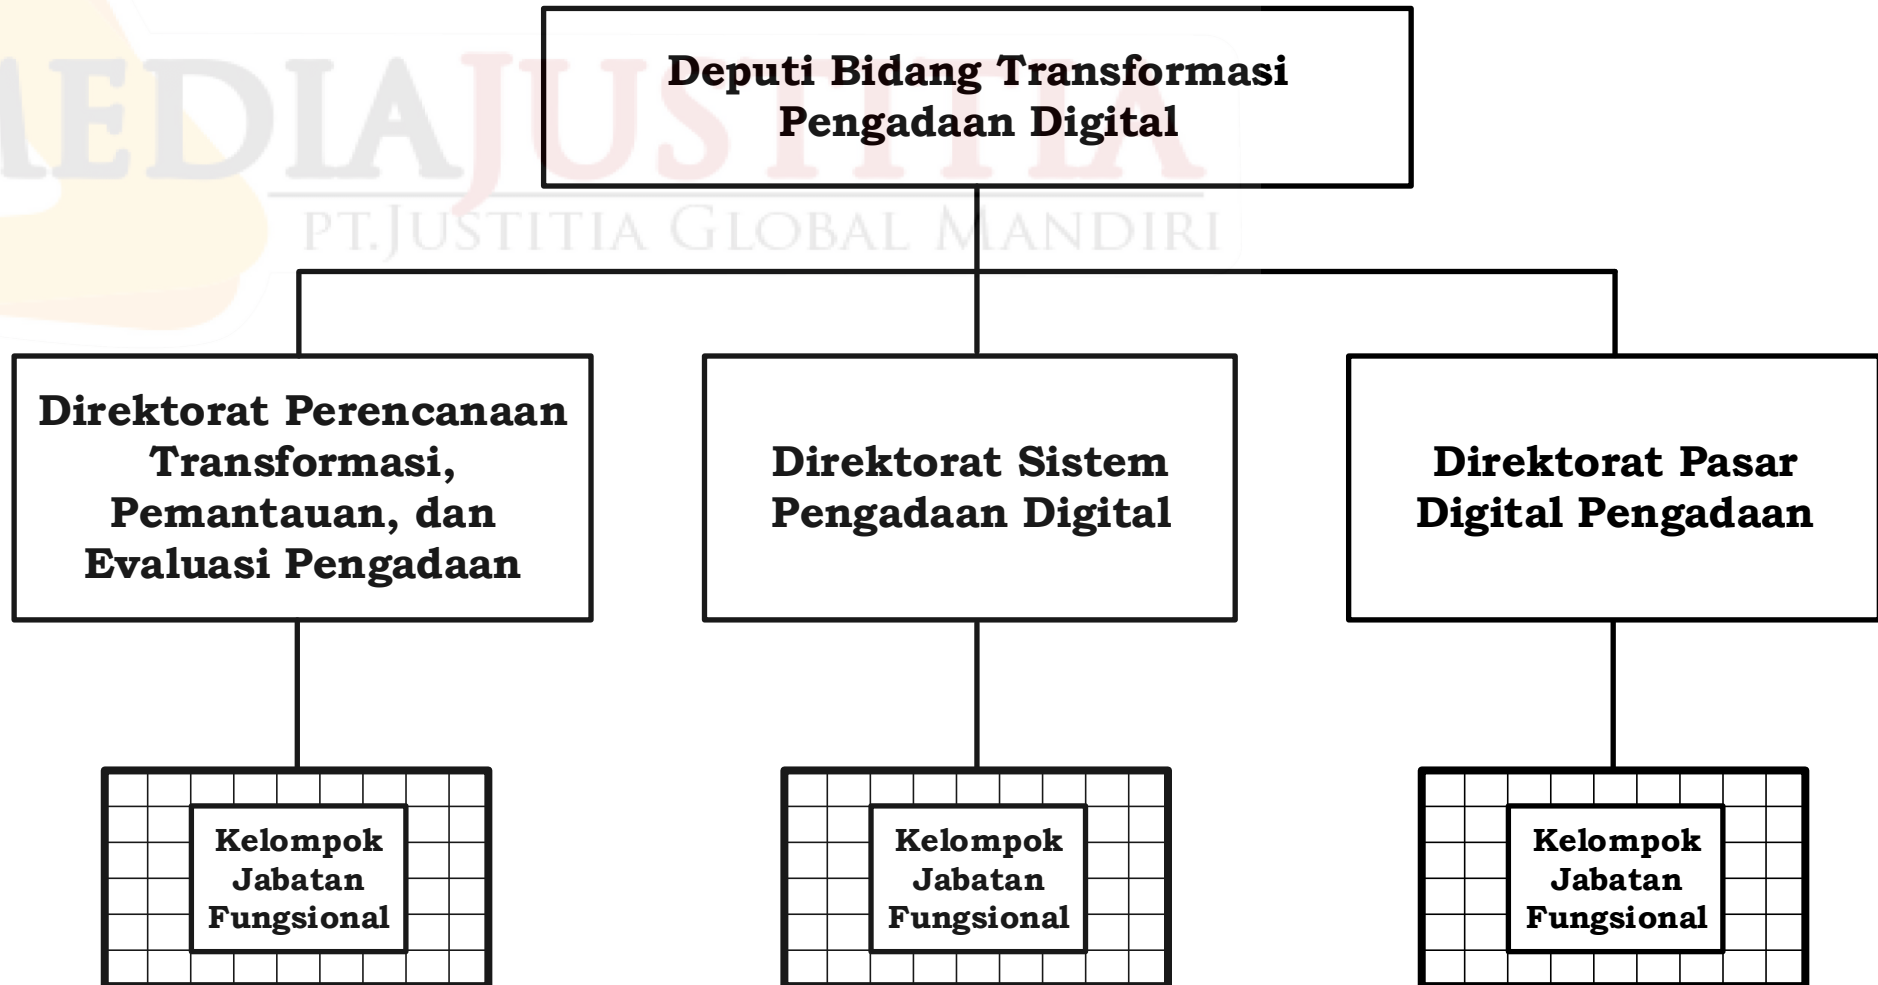 Deputi Bidang Transformasi
Pengadaan Digital
MEDIAJUSTITIA
PT.JUSTITIA GLOBAL MANDIRI
Direktorat Perencanaan
Transformasi,
Pemantauan, dan
Evaluasi Pengadaan
Direktorat Sistem
Pengadaan Digital
Direktorat Pasar
Digital Pengadaan
Kelompok
Jabatan
Fungsional
Kelompok
Jabatan
Fungsional
Kelompok
Jabatan
Fungsional